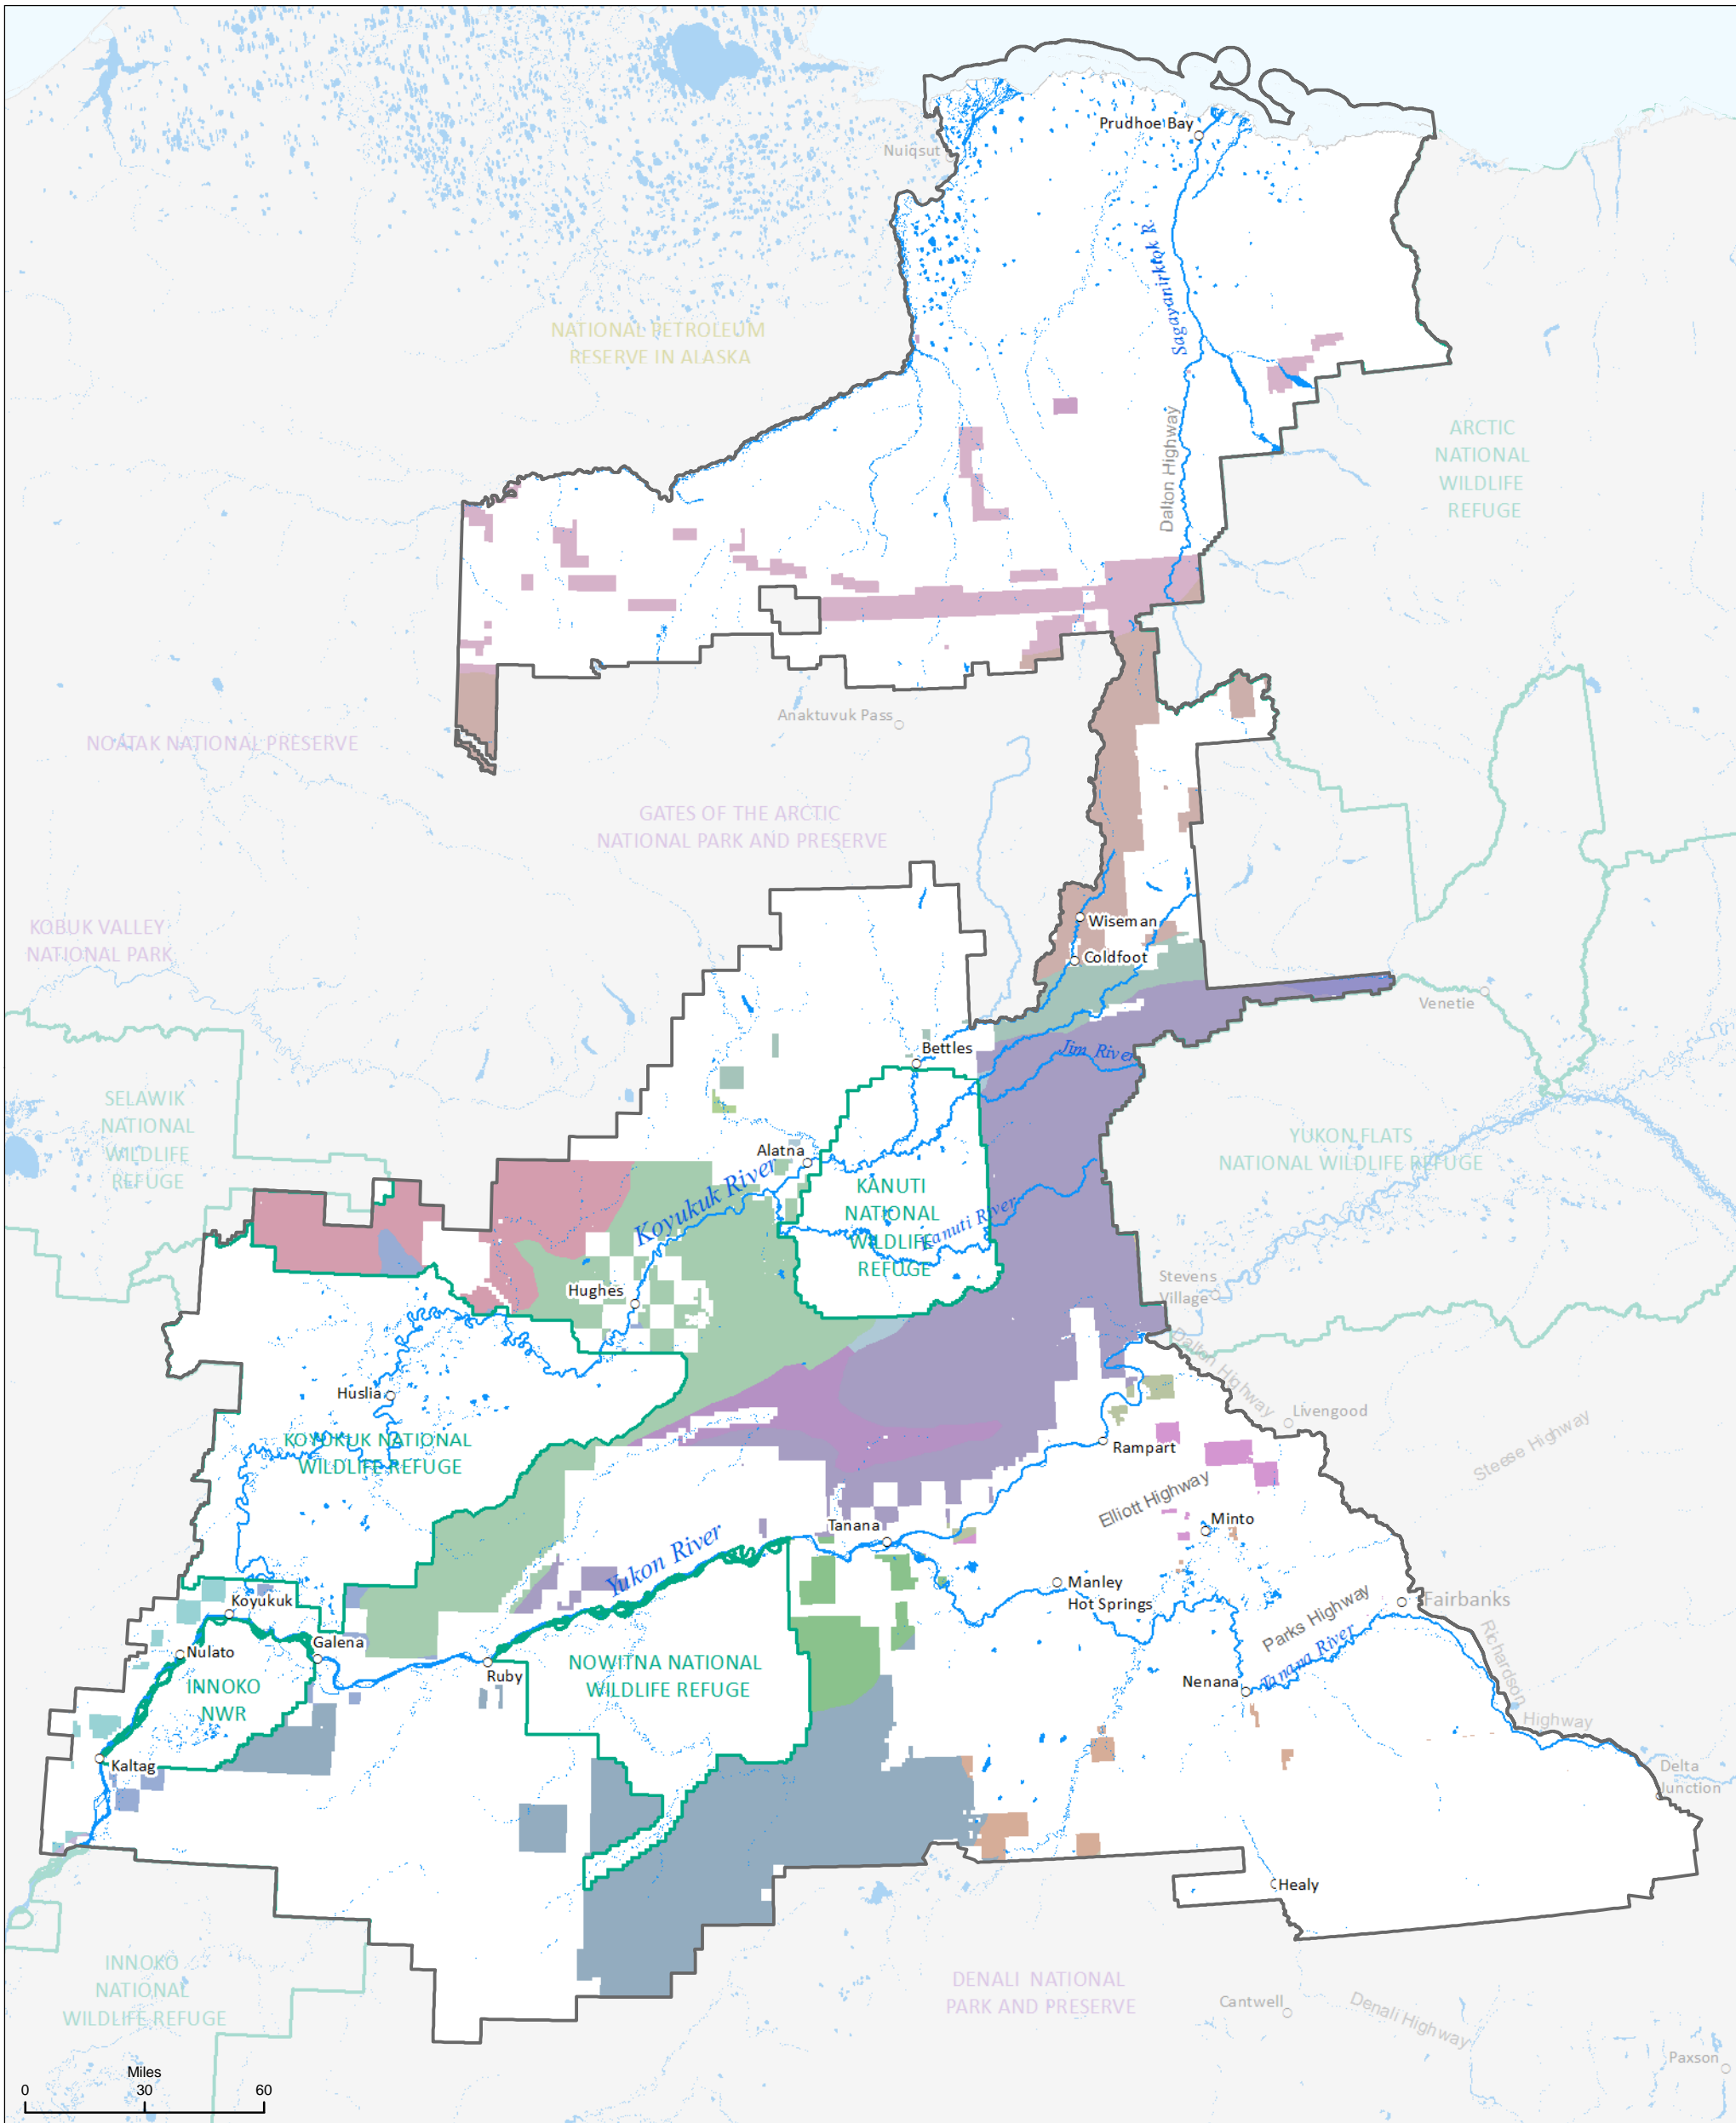 Prudhoe Bay
Nuiqsut
Sagavanirktok R.
NATIONAL PETROLEUM
RESERVE IN ALASKA
Dalton Highway
ARCTIC
NATIONAL
WILDLIFE
REFUGE
Anaktuvuk Pass
NOATAK NATIONAL PRESERVE
GATES OF THE ARCTIC
NATIONAL PARK AND PRESERVE
KOBUK VALLEY
NATIONAL PARK
Wiseman
Coldfoot
Venetie
Bettles
Jim River
SELAWIK
NATIONAL
WILDLIFE
REFUGE
YUKON FLATS
NATIONAL WILDLIFE REFUGE
Alatna
Koyukuk River
KANUTI
NATIONAL
WILDLIFE
REFUGE
Kanuti River
Hughes
Stevens
Village
Dalton Highway
Huslia
Livengood
KOYUKUK NATIONAL
WILDLIFE REFUGE
Rampart
Steese Highway
Elliott Highway
Minto
Tanana
Yukon River
Manley
Hot Springs
Koyukuk
Fairbanks
Parks Highway
Galena
Nulato
Ruby
NOWITNA NATIONAL
WILDLIFE REFUGE
INNOKO
NWR
Nenana
Tanana River
Richardson
Highway
Kaltag
Delta
Junction
Healy
INNOKO
NATIONAL
WILDLIFE REFUGE
DENALI NATIONAL
PARK AND PRESERVE
Cantwell
Denali Highway
Paxson
Miles
0 30 60